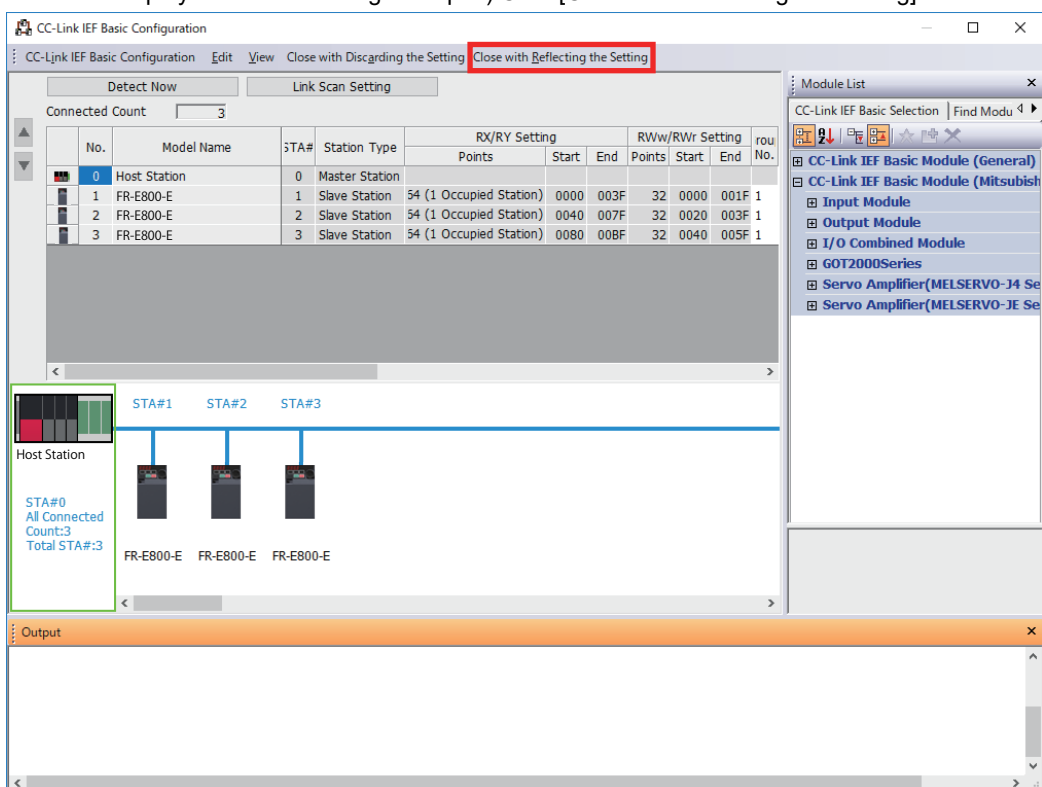 CC-Link IEF Basic Configuration
CC-Link IEF Basic Configuration Edit View Close with Discarding the Setting Close with Reflecting the Setting
Detect Now Link Scan Setting
Connected Count 3
No. Model Name STA# Station Type RX/RY Setting RWw/RWr Setting rou No.
Points Start End Points Start End
0 Host Station 0 Master Station
1 FR-E800-E 1 Slave Station 54 (1 Occupied Station) 0000 003F 32 0000 001F 1
2 FR-E800-E 2 Slave Station 54 (1 Occupied Station) 0040 007F 32 0020 003F 1
3 FR-E800-E 3 Slave Station 54 (1 Occupied Station) 0080 00BF 32 0040 005F 1
STA#1 STA#2 STA#3
Host Station
STA#0
All Connected
Count:3
Total STA#:3
FR-E800-E FR-E800-E FR-E800-E
Module List
CC-Link IEF Basic Selection Find Modu
CC-Link IEF Basic Module (General)
CC-Link IEF Basic Module (Mitsubish
Input Module
Output Module
I/O Combined Module
GOT2000Series
Servo Amplifier(MELSERVO-J4 Se
Servo Amplifier(MELSERVO-JE Se
Output